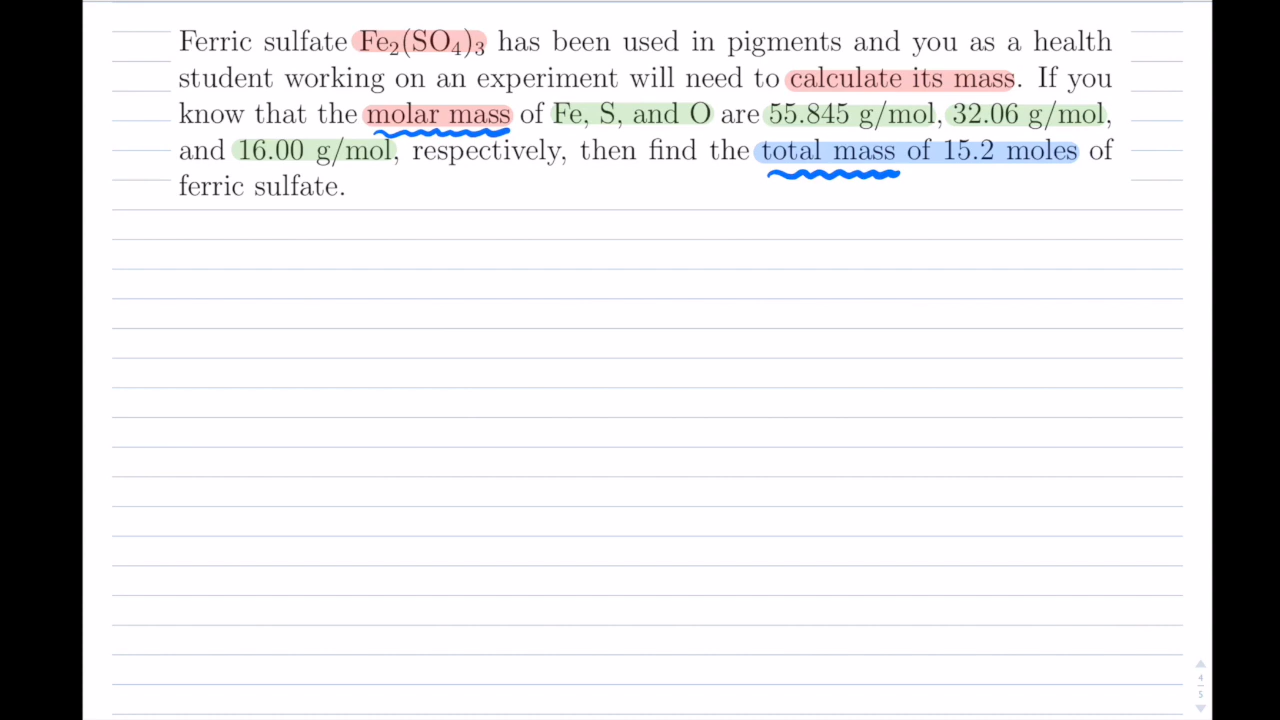 Ferric sulfate Fe₂(SO₄)₃ has been used in pigments and you as a health
student working on an experiment will need to calculate its mass. If you
know that the molar mass of Fe, S, and O are 55.845 g/mol, 32.06 g/mol,
and 16.00 g/mol, respectively, then find the total mass of 15.2 moles of
ferric sulfate.
4
5